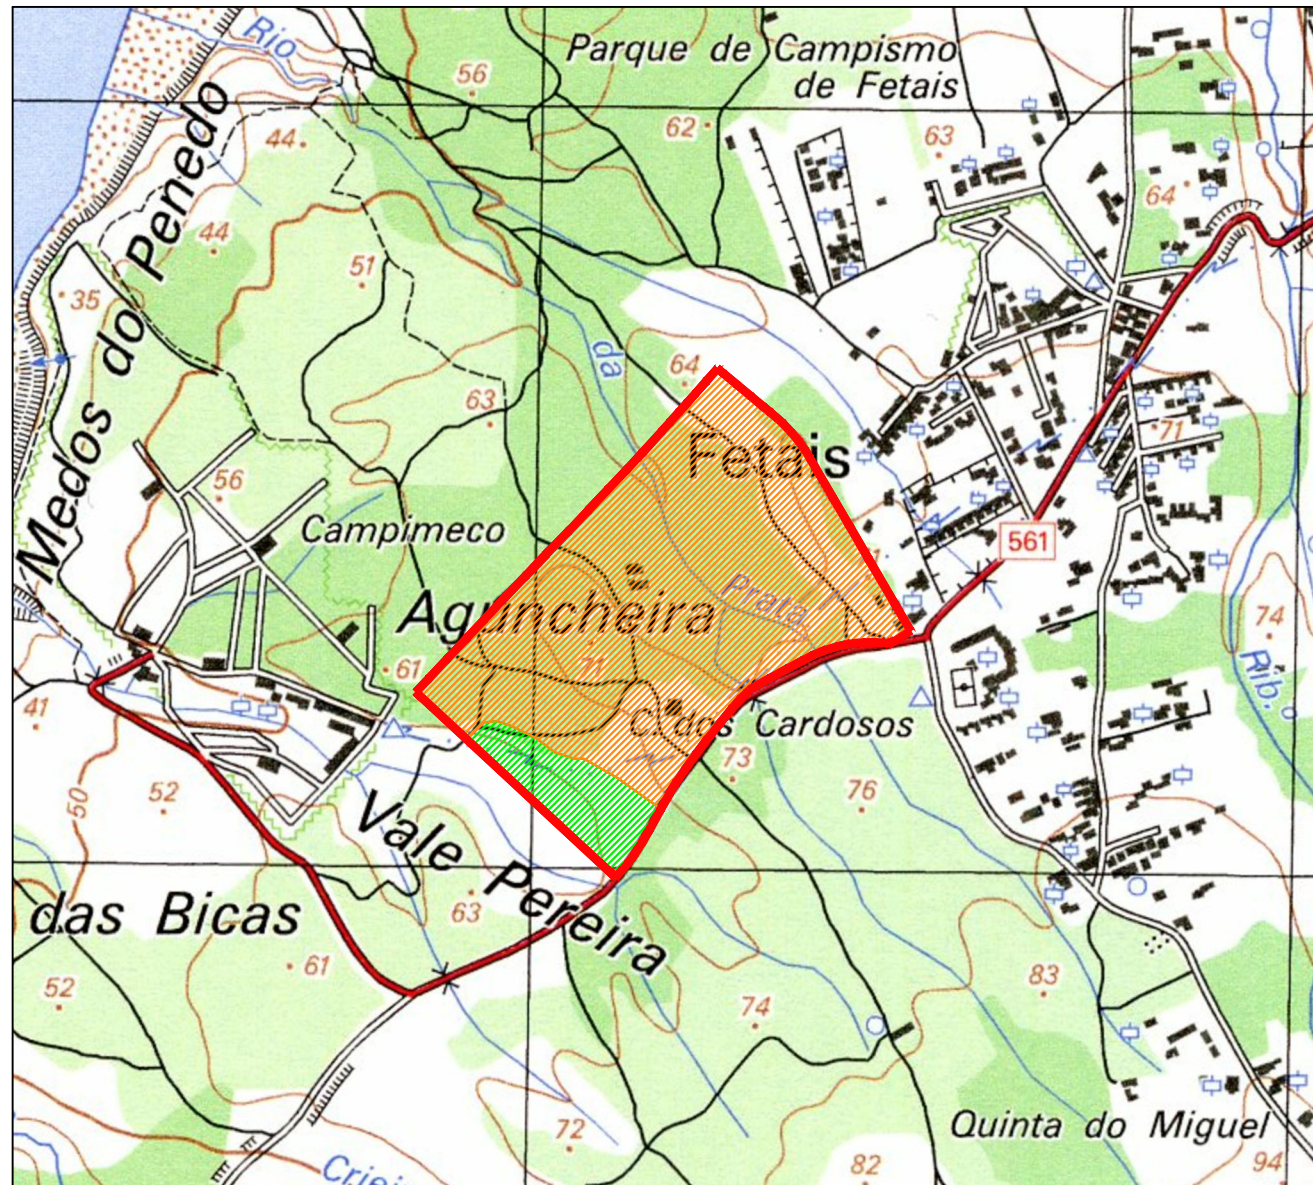 Rio
56
Parque de Campismo
de Fetais
62
63
44
64
Medos do Penedo
44
51
35
da
64
63
71
Fetais
56
Campimeco
561
Prata
Aguncheira
74
71
61
Rib.
C. dos Cardosos
41
73
52
50
76
Vale Pereira
das Bicas
63
61
83
52
74
Quinta do Miguel
72
82
94